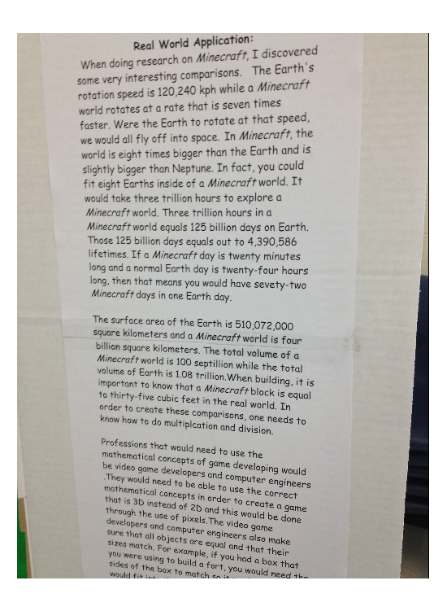 Real World Application:
When doing research on Minecraft, I discovered
some very interesting comparisons. The Earth's
rotation speed is 120,240 kph while a Minecraft
world rotates at a rate that is seven times
faster. Were the Earth to rotate at that speed,
we would all fly off into space. In Minecraft, the
world is eight times bigger than the Earth and is
slightly bigger than Neptune. In fact, you could
fit eight Earths inside of a Minecraft world. It
would take three trillion hours to explore a
Minecraft world. Three trillion hours in a
Minecraft world equals 125 billion days on Earth.
Those 125 billion days equals out to 4,390,586
lifetimes. If a Minecraft day is twenty minutes
long and a normal Earth day is twenty-four hours
long, then that means you would have sevety-two
Minecraft days in one Earth day.
The surface area of the Earth is 510,072,000
square kilometers and a Minecraft world is four
billion square kilometers. The total volume of a
Minecraft world is 100 septillion while the total
volume of Earth is 1.08 trillion.When building, it is
important to know that a Minecraft block is equal
to thirty-five cubic feet in the real world. In
order to create these comparisons, one needs to
know how to do multiplcation and division.
Professions that would need to use the
mathematical concepts of game developing would
be video game developers and computer engineers
.They would need to be able to use the correct
mathematical concepts in order to create a game
that is 3D instead of 2D and this would be done
through the use of pixels.The video game
developers and computer engineers also make
sure that all objects are equal and that their
sizes match. For example, if you had a box that
you were using to build a fort, you would need the
sides of the box to match so it
would fit